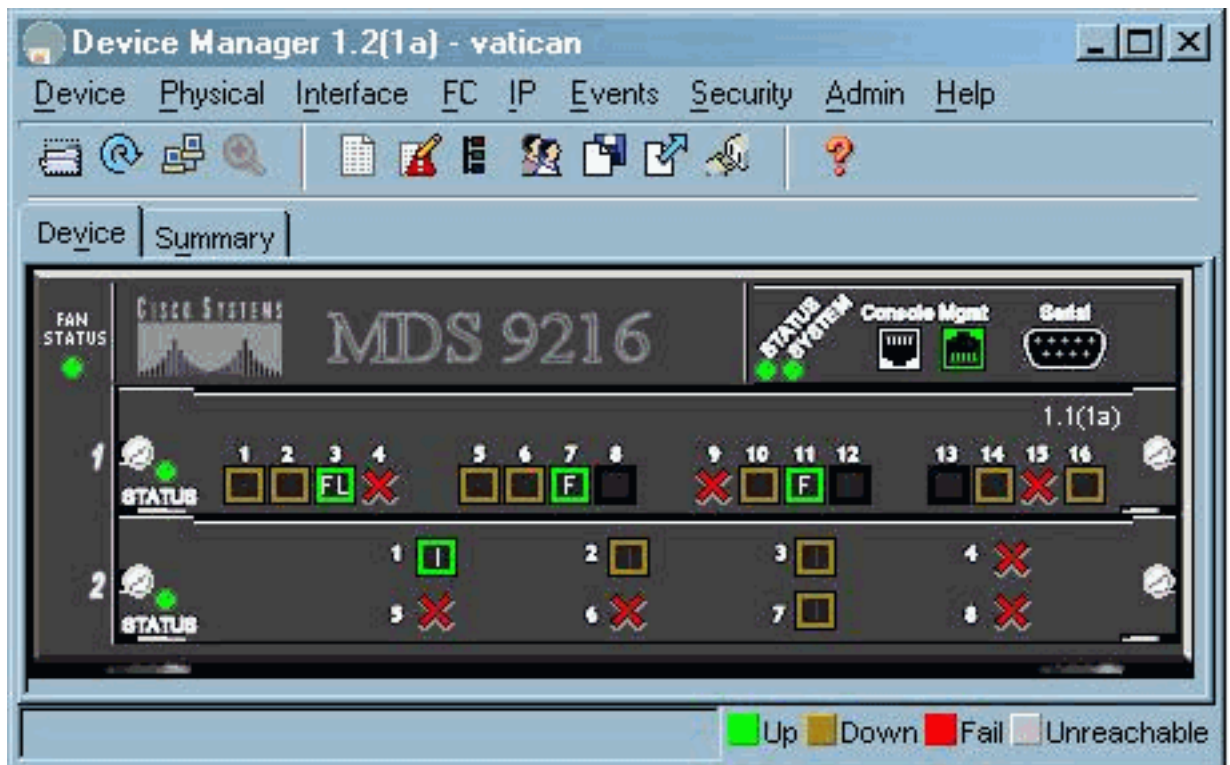 Device Manager 1.2(1a) - vatican
Device Physical Interface FC IP Events Security Admin Help
Device Summary
FAN STATUS
CISCO SYSTEMS
MDS 9216
STATUS
SYSTEM
Console Mgmt Serial
1.1(1a)
1
1 2 3 4 5 6 7 8 9 10 11 12 13 14 15 16
FL F F
STATUS
2
1 2 3 4
I
5 6 7 8
STATUS
Up Down Fail Unreachable